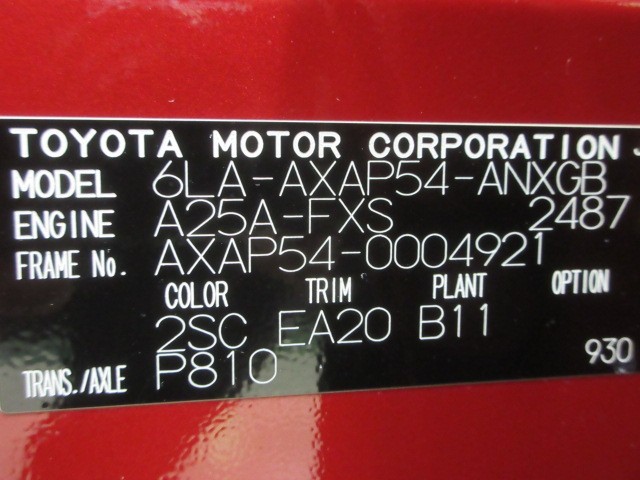 TOYOTA MOTOR CORPORATION J
MODEL 6LA-AXAP54-ANXGB
ENGINE A25A-FXS 2487
FRAME No. AXAP54-0004921
COLOR TRIM PLANT OPTION
2SC EA20 B11
TRANS./AXLE P810 930